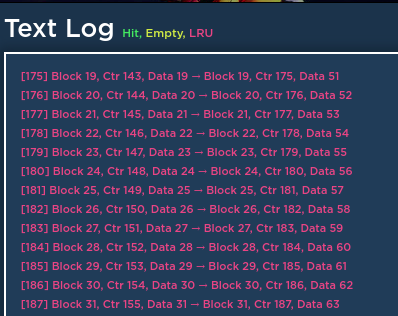 Text Log Hit, Empty, LRU
[175] Block 19, Ctr 143, Data 19 → Block 19, Ctr 175, Data 51
[176] Block 20, Ctr 144, Data 20 → Block 20, Ctr 176, Data 52
[177] Block 21, Ctr 145, Data 21 → Block 21, Ctr 177, Data 53
[178] Block 22, Ctr 146, Data 22 → Block 22, Ctr 178, Data 54
[179] Block 23, Ctr 147, Data 23 → Block 23, Ctr 179, Data 55
[180] Block 24, Ctr 148, Data 24 → Block 24, Ctr 180, Data 56
[181] Block 25, Ctr 149, Data 25 → Block 25, Ctr 181, Data 57
[182] Block 26, Ctr 150, Data 26 → Block 26, Ctr 182, Data 58
[183] Block 27, Ctr 151, Data 27 → Block 27, Ctr 183, Data 59
[184] Block 28, Ctr 152, Data 28 → Block 28, Ctr 184, Data 60
[185] Block 29, Ctr 153, Data 29 → Block 29, Ctr 185, Data 61
[186] Block 30, Ctr 154, Data 30 → Block 30, Ctr 186, Data 62
[187] Block 31, Ctr 155, Data 31 → Block 31, Ctr 187, Data 63